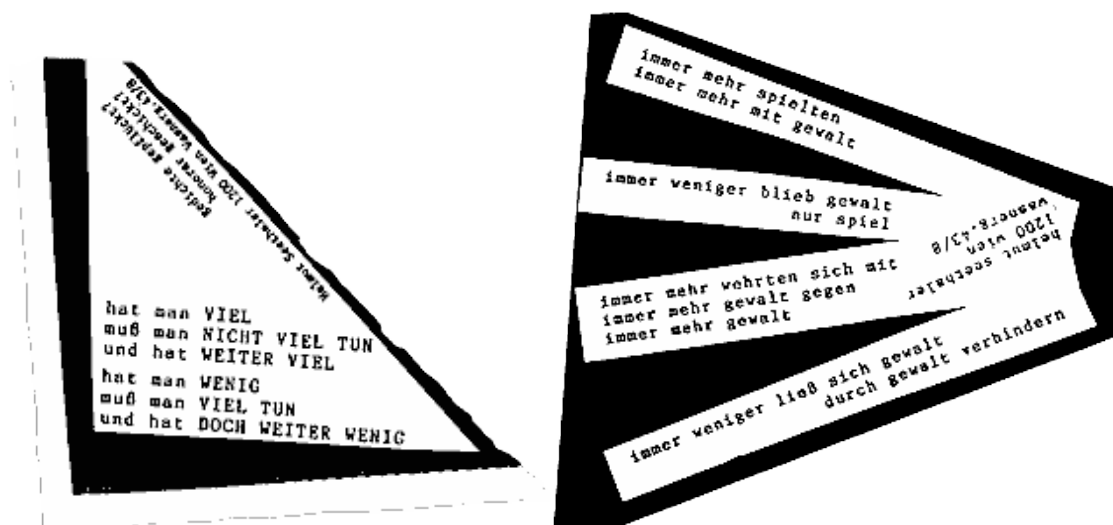 gedichte gepflückt?
honorar geschickt?
Helmut Seethaler 1200 Wien Wasnerg.43/8
hat man VIEL
muß man NICHT VIEL TUN
und hat WEITER VIEL
hat man WENIG
muß man VIEL TUN
und hat DOCH WEITER WENIG
immer mehr spielten
immer mehr mit gewalt
immer weniger blieb gewalt
nur spiel
immer mehr wehrten sich mit
immer mehr gewalt gegen
immer mehr gewalt
immer weniger ließ sich gewalt
durch gewalt verhindern
helmut seethaler
1200 wien
wasnerg.43/8